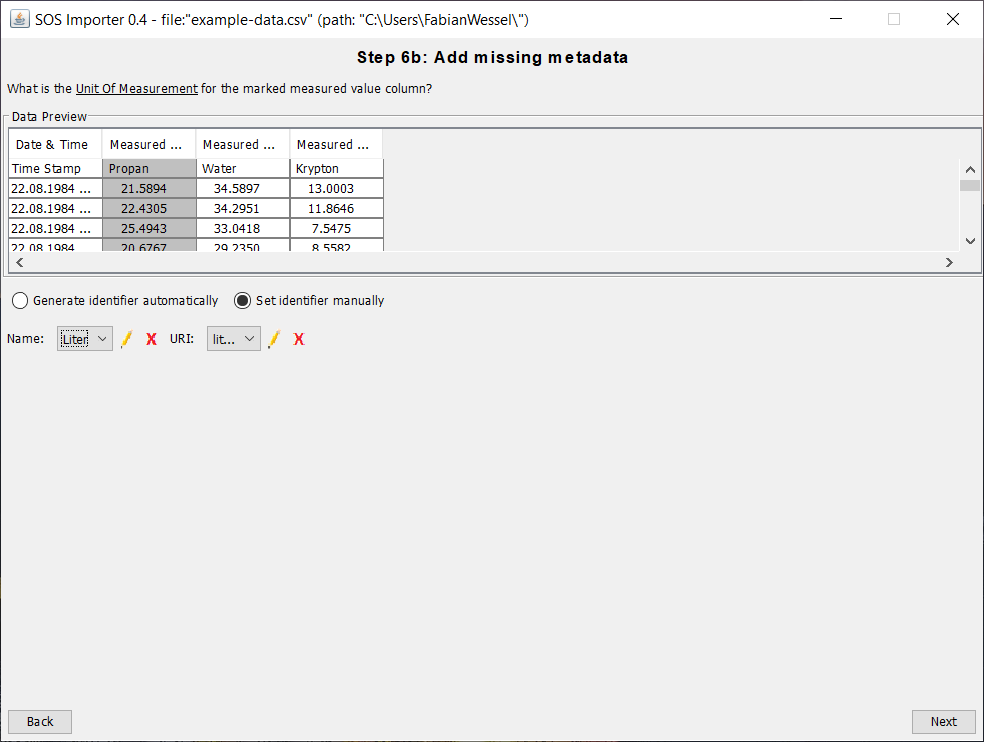 SOS Importer 0.4 - file:"example-data.csv" (path: "C:\Users\FabianWessel\")
Step 6b: Add missing metadata
What is the Unit Of Measurement for the marked measured value column?
Data Preview
Date & Time Measured ... Measured ... Measured ...
Time Stamp Propan Water Krypton
22.08.1984 ... 21.5894 34.5897 13.0003
22.08.1984 ... 22.4305 34.2951 11.8646
22.08.1984 ... 25.4943 33.0418 7.5475
22.08.1984 ... 20.6767 29.2350 8.5582
Generate identifier automatically Set identifier manually
Name: Liter X URI: lit... X
Back Next